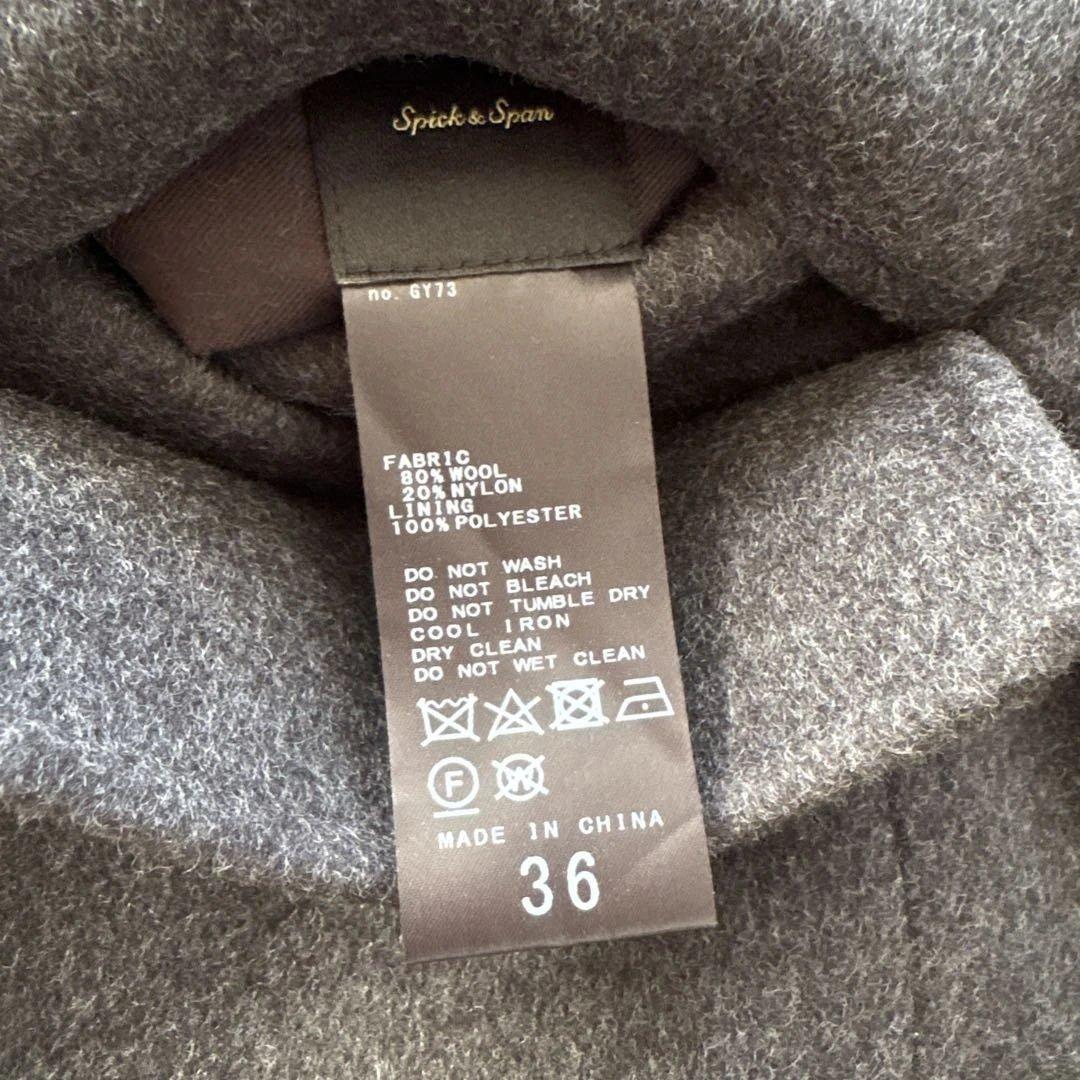 Spick & Span
no. GY73
FABRIC
80% WOOL
20% NYLON
LINING
100% POLYESTER
DO NOT WASH
DO NOT BLEACH
DO NOT TUMBLE DRY
COOL IRON
DRY CLEAN
DO NOT WET CLEAN
F W
MADE IN CHINA
36